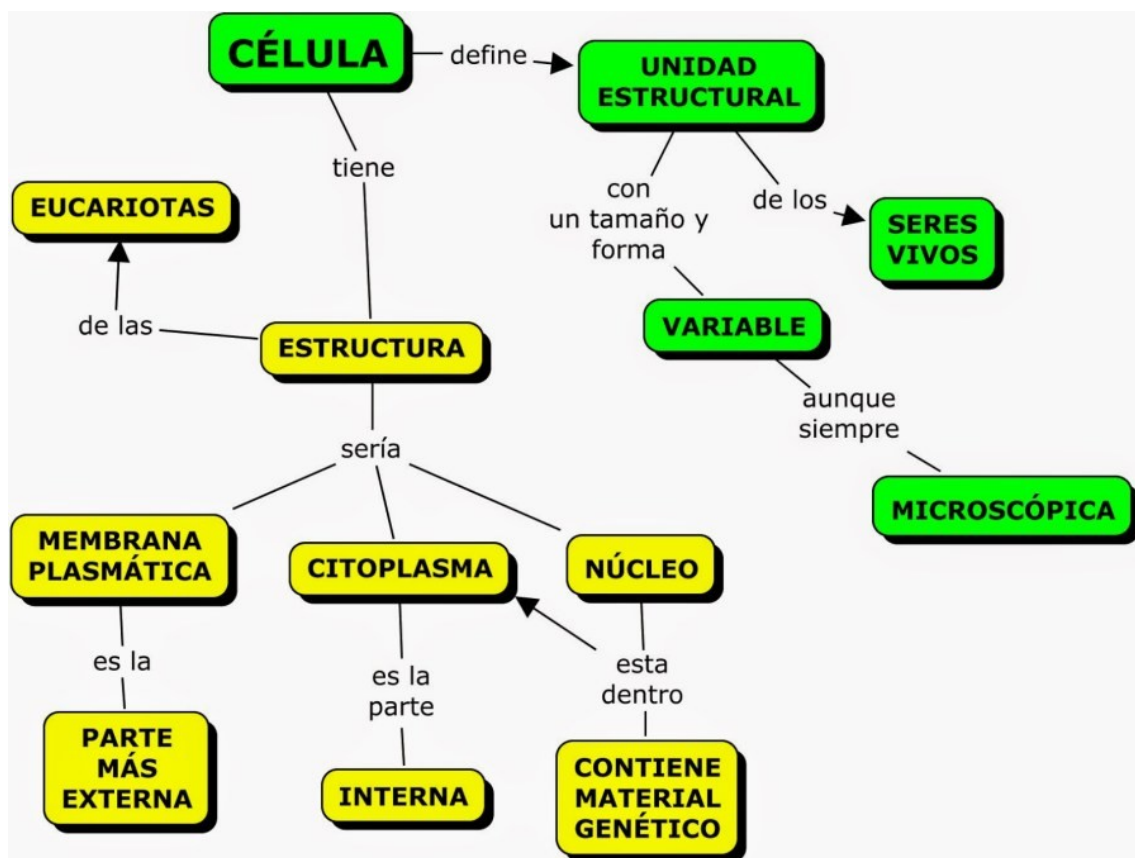 CÉLULA
define
UNIDAD
ESTRUCTURAL
tiene
con
un tamaño y
forma
de los
SERES
VIVOS
EUCARIOTAS
de las
ESTRUCTURA
VARIABLE
aunque
siempre
MICROSCÓPICA
sería
MEMBRANA
PLASMÁTICA
CITOPLASMA
NÚCLEO
es la
es la
parte
esta
dentro
PARTE
MÁS
EXTERNA
INTERNA
CONTIENE
MATERIAL
GENÉTICO